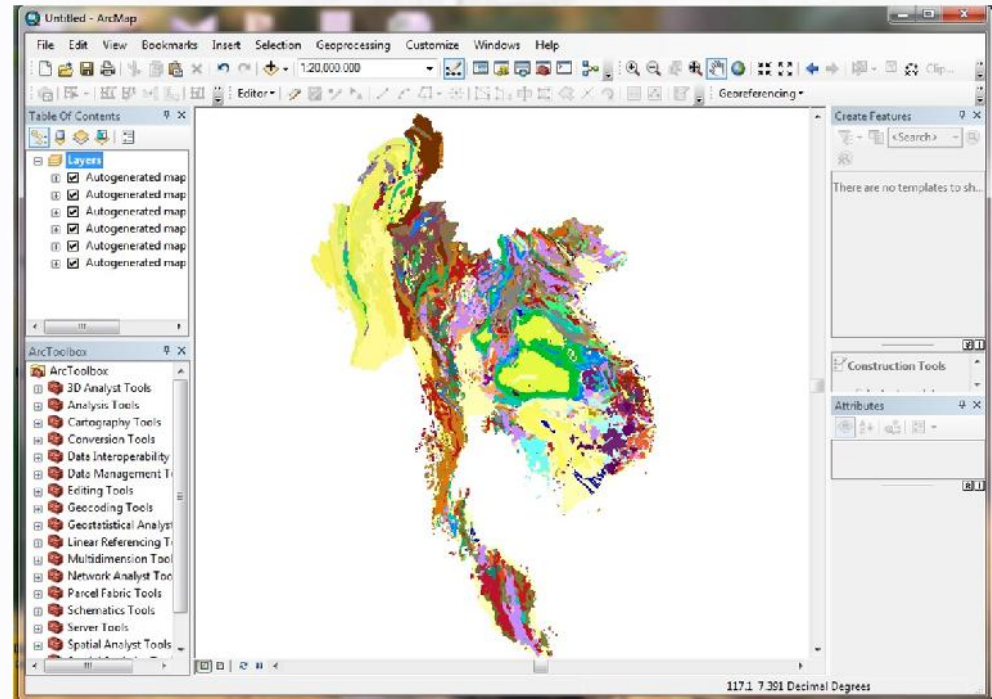 Untitled - ArcMap
File Edit View Bookmarks Insert Selection Geoprocessing Customize Windows Help
1:20,000,000
Clip...
Editor
Georeferencing
Table Of Contents
Create Features
<Search>
Layers
Autogenerated map
Autogenerated map
Autogenerated map
Autogenerated map
Autogenerated map
Autogenerated map
There are no templates to sh...
ArcToolbox
ArcToolbox
3D Analyst Tools
Analysis Tools
Cartography Tools
Conversion Tools
Data Interoperability
Data Management T
Editing Tools
Geocoding Tools
Geostatistical Analyst
Linear Referencing T
Multidimension Tool
Network Analyst Too
Parcel Fabric Tools
Schematics Tools
Server Tools
Spatial Analyst Tools
Construction Tools
Attributes
117.1 7.391 Decimal Degrees